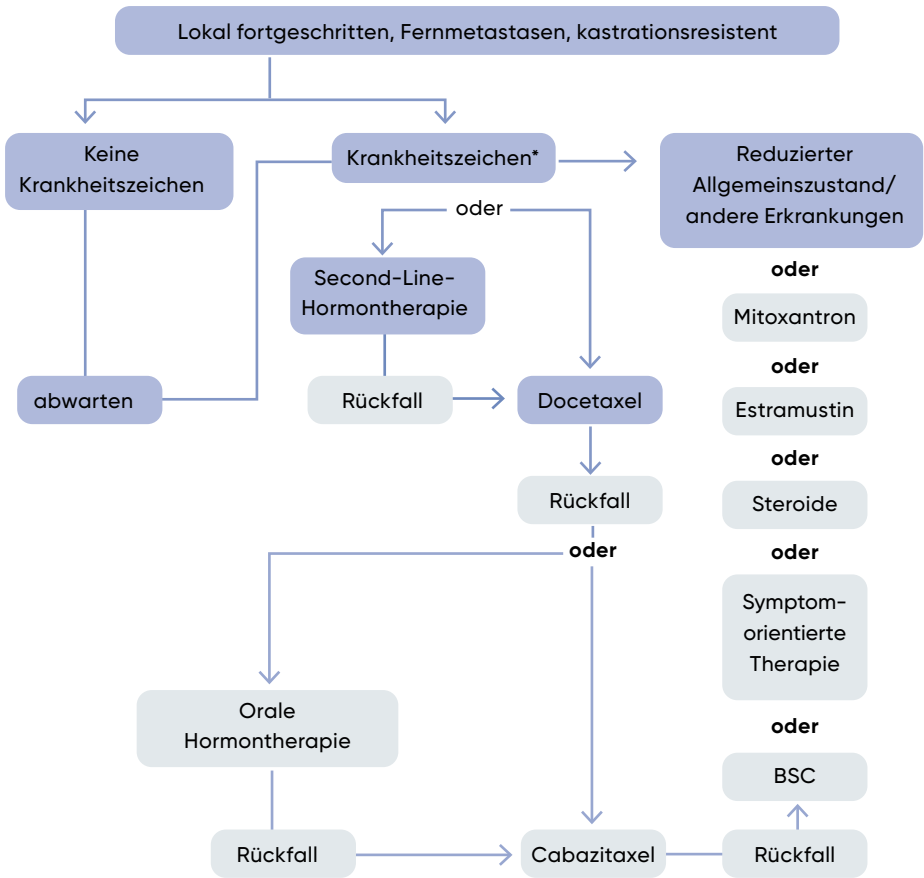 Lokal fortgeschritten, Fernmetastasen, kastrationsresistent
Keine
Krankheitszeichen
Krankheitszeichen*
Reduzierter
Allgemeinszustand/
andere Erkrankungen
oder
Second-Line-
Hormontherapie
oder
Mitoxantron
oder
abwarten
Rückfall
Docetaxel
Estramustin
oder
Rückfall
Steroide
oder
oder
Symptom-
orientierte
Therapie
Orale
Hormontherapie
oder
BSC
Rückfall
Cabazitaxel
Rückfall